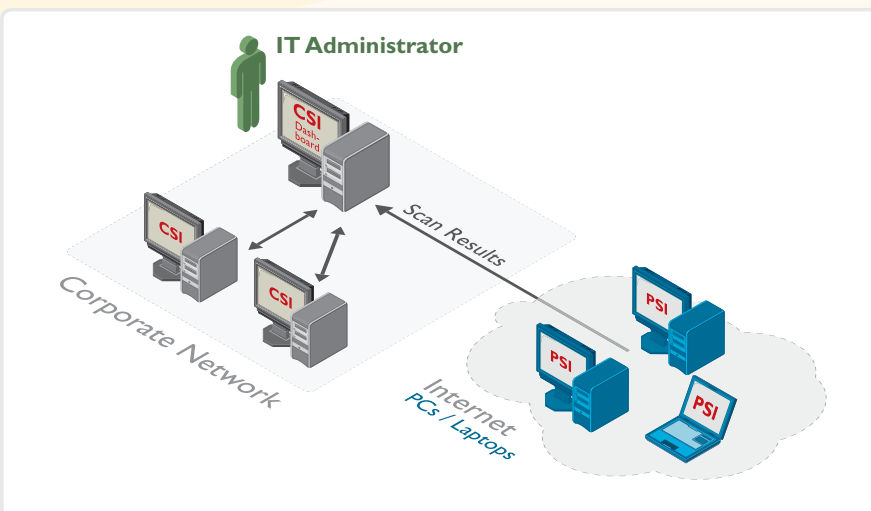 IT Administrator
CSI
Dash-
board
CSI
CSI
Scan Results
Corporate Network
PSI
PSI
PSI
Internet
PCs / Laptops